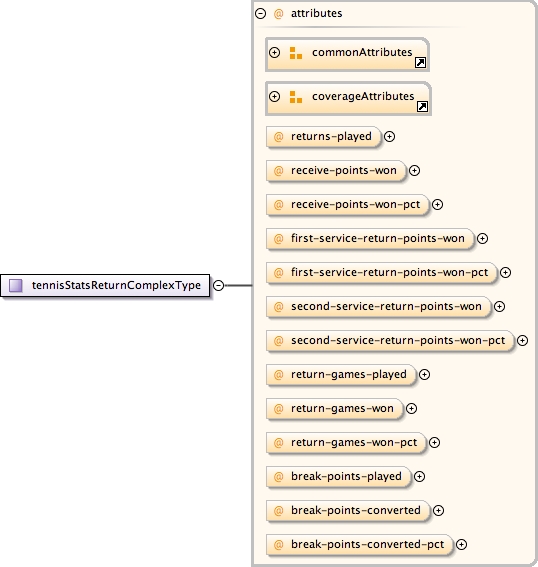 attributes
commonAttributes
coverageAttributes
returns-played
receive-points-won
receive-points-won-pct
first-service-return-points-won
first-service-return-points-won-pct
tennisStatsReturnComplexType
second-service-return-points-won
second-service-return-points-won-pct
return-games-played
return-games-won
return-games-won-pct
break-points-played
break-points-converted
break-points-converted-pct